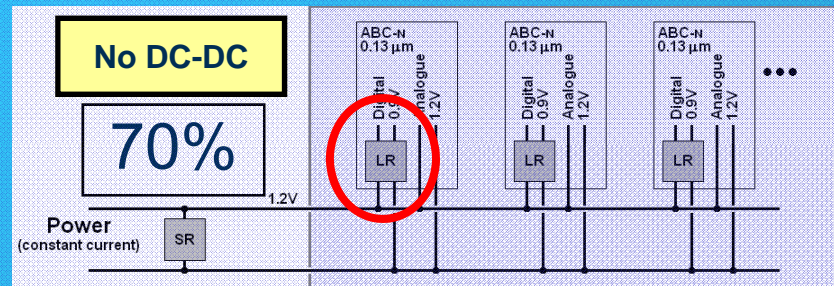 No DC-DC
70%
Power
(constant current)
SR
1.2V
ABC-N
0.13 µm
Digital
0.9V
Analogue
1.2V
LR
ABC-N
0.13 µm
Digital
0.9V
Analogue
1.2V
LR
ABC-N
0.13 µm
Digital
0.9V
Analogue
1.2V
LR
•••